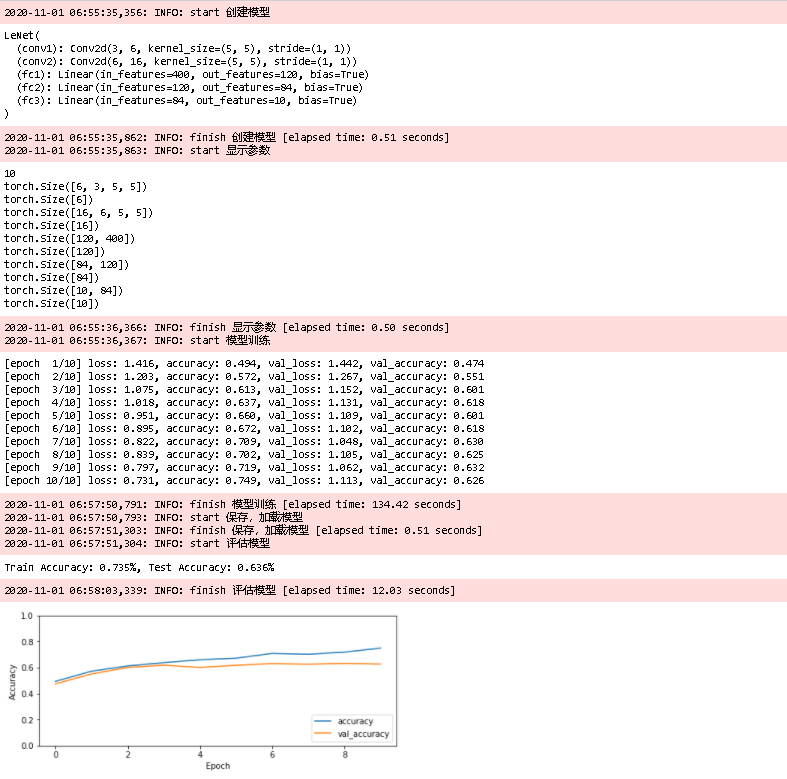 2020-11-01 06:55:35,356: INFO: start 创建模型
LeNet(
(conv1): Conv2d(3, 6, kernel_size=(5, 5), stride=(1, 1))
(conv2): Conv2d(6, 16, kernel_size=(5, 5), stride=(1, 1))
(fc1): Linear(in_features=400, out_features=120, bias=True)
(fc2): Linear(in_features=120, out_features=84, bias=True)
(fc3): Linear(in_features=84, out_features=10, bias=True)
)
2020-11-01 06:55:35,862: INFO: finish 创建模型 [elapsed time: 0.51 seconds]
2020-11-01 06:55:35,863: INFO: start 显示参数
10
torch.Size([6, 3, 5, 5])
torch.Size([6])
torch.Size([16, 6, 5, 5])
torch.Size([16])
torch.Size([120, 400])
torch.Size([120])
torch.Size([84, 120])
torch.Size([84])
torch.Size([10, 84])
torch.Size([10])
2020-11-01 06:55:36,366: INFO: finish 显示参数 [elapsed time: 0.50 seconds]
2020-11-01 06:55:36,367: INFO: start 模型训练
[epoch  1/10] loss: 1.416, accuracy: 0.494, val_loss: 1.442, val_accuracy: 0.474
[epoch  2/10] loss: 1.203, accuracy: 0.572, val_loss: 1.267, val_accuracy: 0.551
[epoch  3/10] loss: 1.075, accuracy: 0.613, val_loss: 1.152, val_accuracy: 0.601
[epoch  4/10] loss: 1.018, accuracy: 0.637, val_loss: 1.131, val_accuracy: 0.618
[epoch  5/10] loss: 0.951, accuracy: 0.660, val_loss: 1.109, val_accuracy: 0.601
[epoch  6/10] loss: 0.895, accuracy: 0.672, val_loss: 1.102, val_accuracy: 0.618
[epoch  7/10] loss: 0.822, accuracy: 0.709, val_loss: 1.048, val_accuracy: 0.630
[epoch  8/10] loss: 0.839, accuracy: 0.702, val_loss: 1.105, val_accuracy: 0.625
[epoch  9/10] loss: 0.797, accuracy: 0.719, val_loss: 1.062, val_accuracy: 0.632
[epoch 10/10] loss: 0.731, accuracy: 0.749, val_loss: 1.113, val_accuracy: 0.626
2020-11-01 06:57:50,791: INFO: finish 模型训练 [elapsed time: 134.42 seconds]
2020-11-01 06:57:50,793: INFO: start 保存，加载模型
2020-11-01 06:57:51,303: INFO: finish 保存，加载模型 [elapsed time: 0.51 seconds]
2020-11-01 06:57:51,304: INFO: start 评估模型
Train Accuracy: 0.735%, Test Accuracy: 0.636%
2020-11-01 06:58:03,339: INFO: finish 评估模型 [elapsed time: 12.03 seconds]
1.0
0.8
0.6
0.4
0.2
0.0
Accuracy
accuracy
val_accuracy
0 2 4 6 8
Epoch